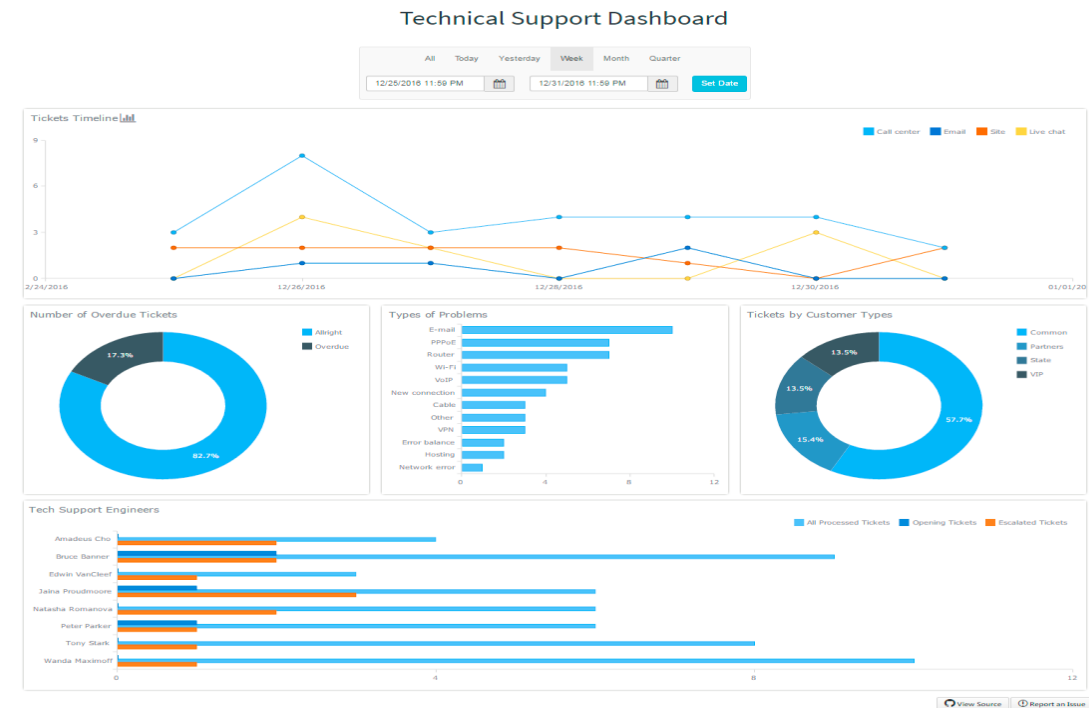 Technical Support Dashboard
All Today Yesterday Week Month Quarter
12/25/2016 11:59 PM 12/31/2016 11:59 PM Set Date
Tickets Timeline
Call center Email Site Live chat
9
6
3
0
2/24/2016 12/26/2016 12/28/2016 12/30/2016 01/01/20
Number of Overdue Tickets
Allright
Overdue
17.3%
82.7%
Types of Problems
E-mail
PPPoE
Router
Wi-Fi
VoIP
New connection
Cable
Other
VPN
Error balance
Hosting
Network error
0 4 8 12
Tickets by Customer Types
Common
Partners
State
VIP
13.5%
13.5%
15.4%
57.7%
Tech Support Engineers
All Processed Tickets Opening Tickets Escalated Tickets
Amadeus Cho
Bruce Banner
Edwin VanCleef
Jaina Proudmoore
Natasha Romanova
Peter Parker
Tony Stark
Wanda Maximoff
0 4 8 12
View Source Report an Issue